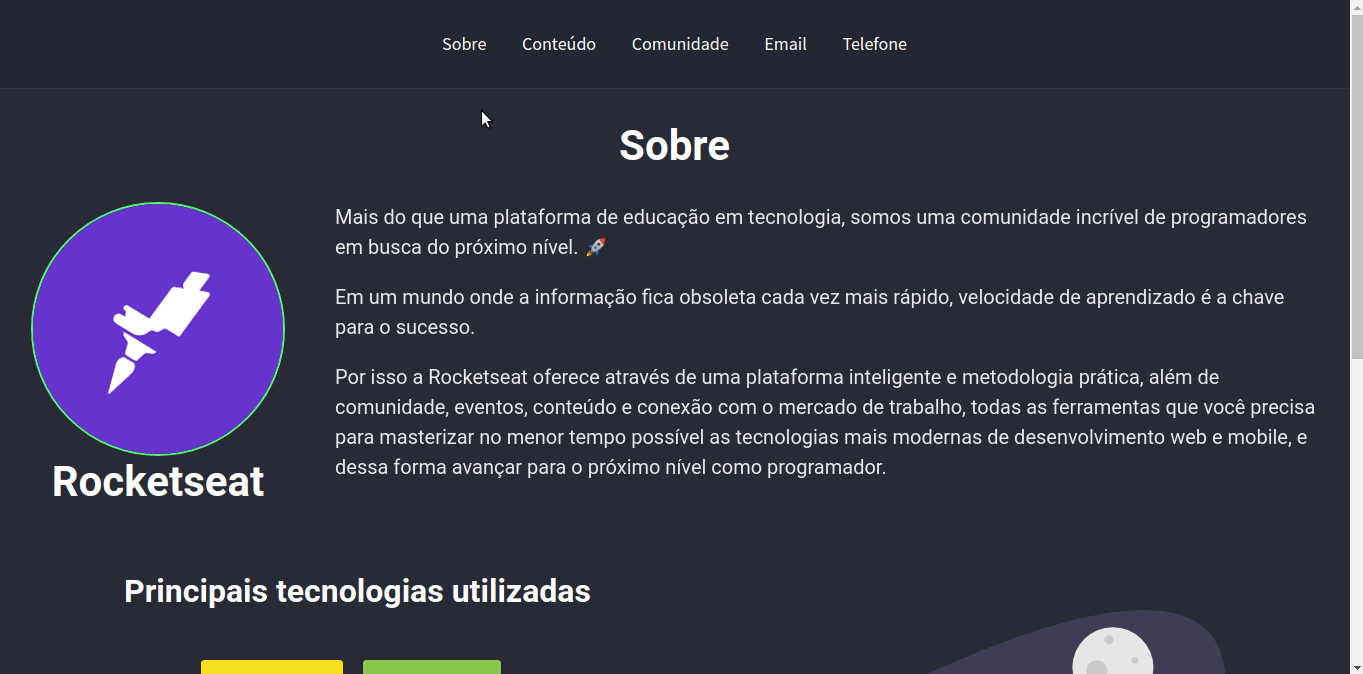 Sobre Conteúdo Comunidade Email Telefone
Sobre
Mais do que uma plataforma de educação em tecnologia, somos uma comunidade incrível de programadores
em busca do próximo nível. 🚀
Em um mundo onde a informação fica obsoleta cada vez mais rápido, velocidade de aprendizado é a chave
para o sucesso.
Por isso a Rocketseat oferece através de uma plataforma inteligente e metodologia prática, além de
comunidade, eventos, conteúdo e conexão com o mercado de trabalho, todas as ferramentas que você precisa
para masterizar no menor tempo possível as tecnologias mais modernas de desenvolvimento web e mobile, e
dessa forma avançar para o próximo nível como programador.
Rocketseat
Principais tecnologias utilizadas